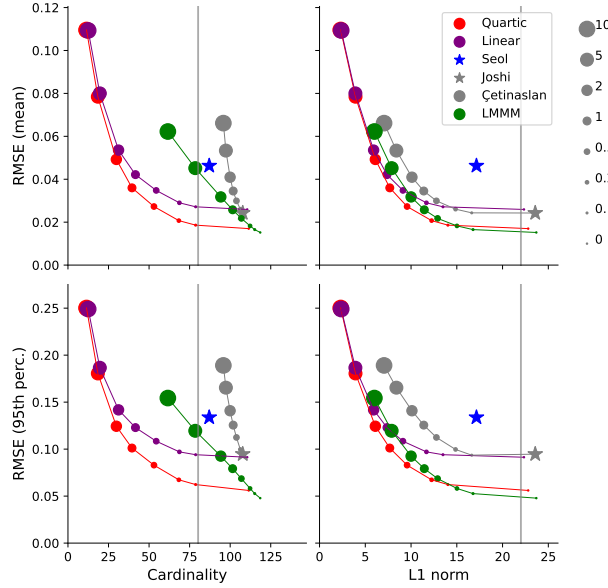 0.12
0.10
0.08
0.06
0.04
0.02
0.00
RMSE (mean)
Quartic
Linear
Seol
Joshi
Çetinaslan
LMMM
10
5
2
1
0
0.25
0.20
0.15
0.10
0.05
0.00
RMSE (95th perc.)
0 25 50 75 100 125
Cardinality
0 5 10 15 20 25
L1 norm